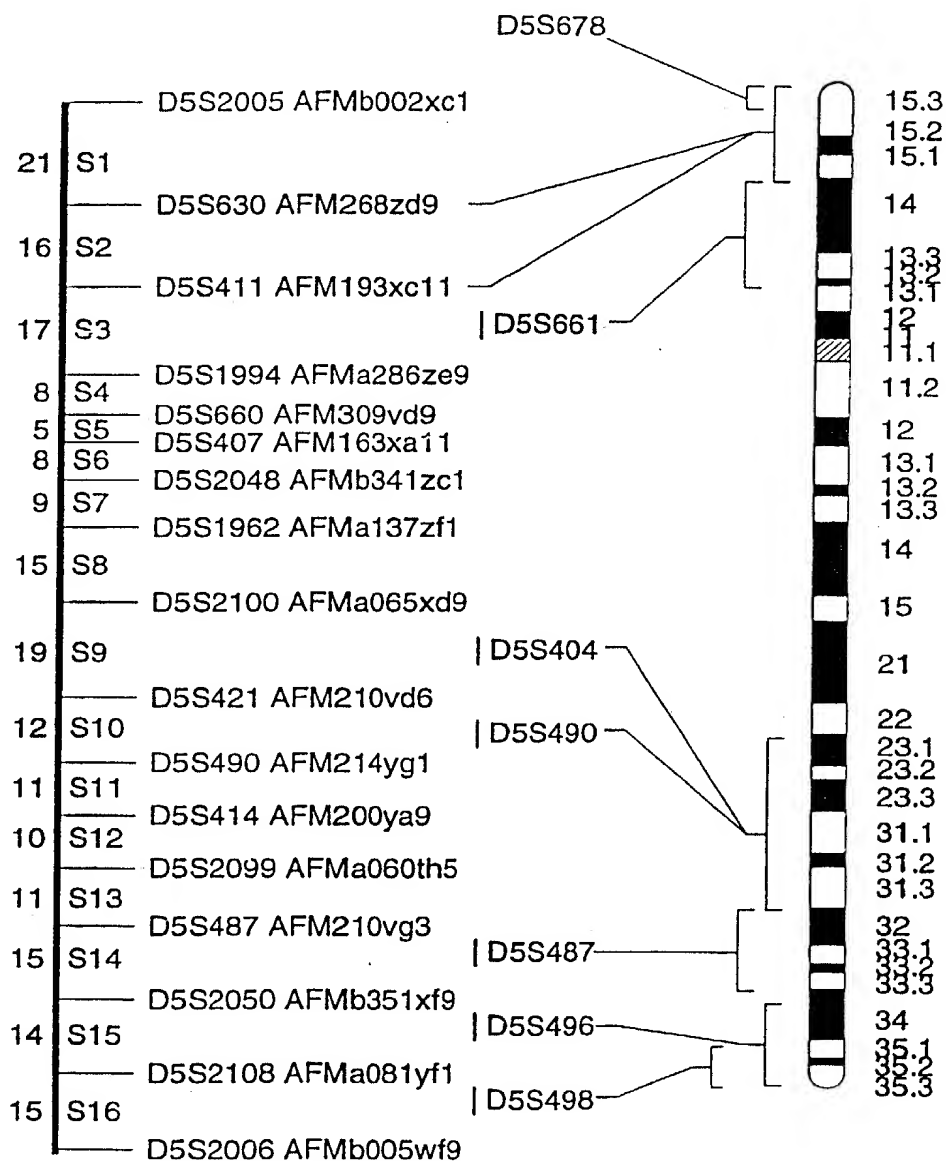 D5S678
D5S2005 AFMb002xc1
21 S1
D5S630 AFM268zd9
16 S2
D5S411 AFM193xc11
17 S3
D5S661
D5S1994 AFMa286ze9
8 S4
D5S660 AFM309vd9
5 S5
D5S407 AFM163xa11
8 S6
D5S2048 AFMb341zc1
9 S7
D5S1962 AFMa137zf1
15 S8
D5S2100 AFMa065xd9
19 S9
D5S404
D5S421 AFM210vd6
12 S10
D5S490
D5S490 AFM214yg1
11 S11
D5S414 AFM200ya9
10 S12
D5S2099 AFMa060th5
11 S13
D5S487 AFM210vg3
15 S14
D5S487
D5S2050 AFMb351xf9
14 S15
D5S496
D5S2108 AFMa081yf1
15 S16
D5S498
D5S2006 AFMb005wf9
15.3
15.2
15.1
14
13.3
13.2
13.1
12
11
11.1
11.2
12
13.1
13.2
13.3
14
15
21
22
23.1
23.2
23.3
31.1
31.2
31.3
32
33.1
33.2
33.3
34
35.1
35.2
35.3